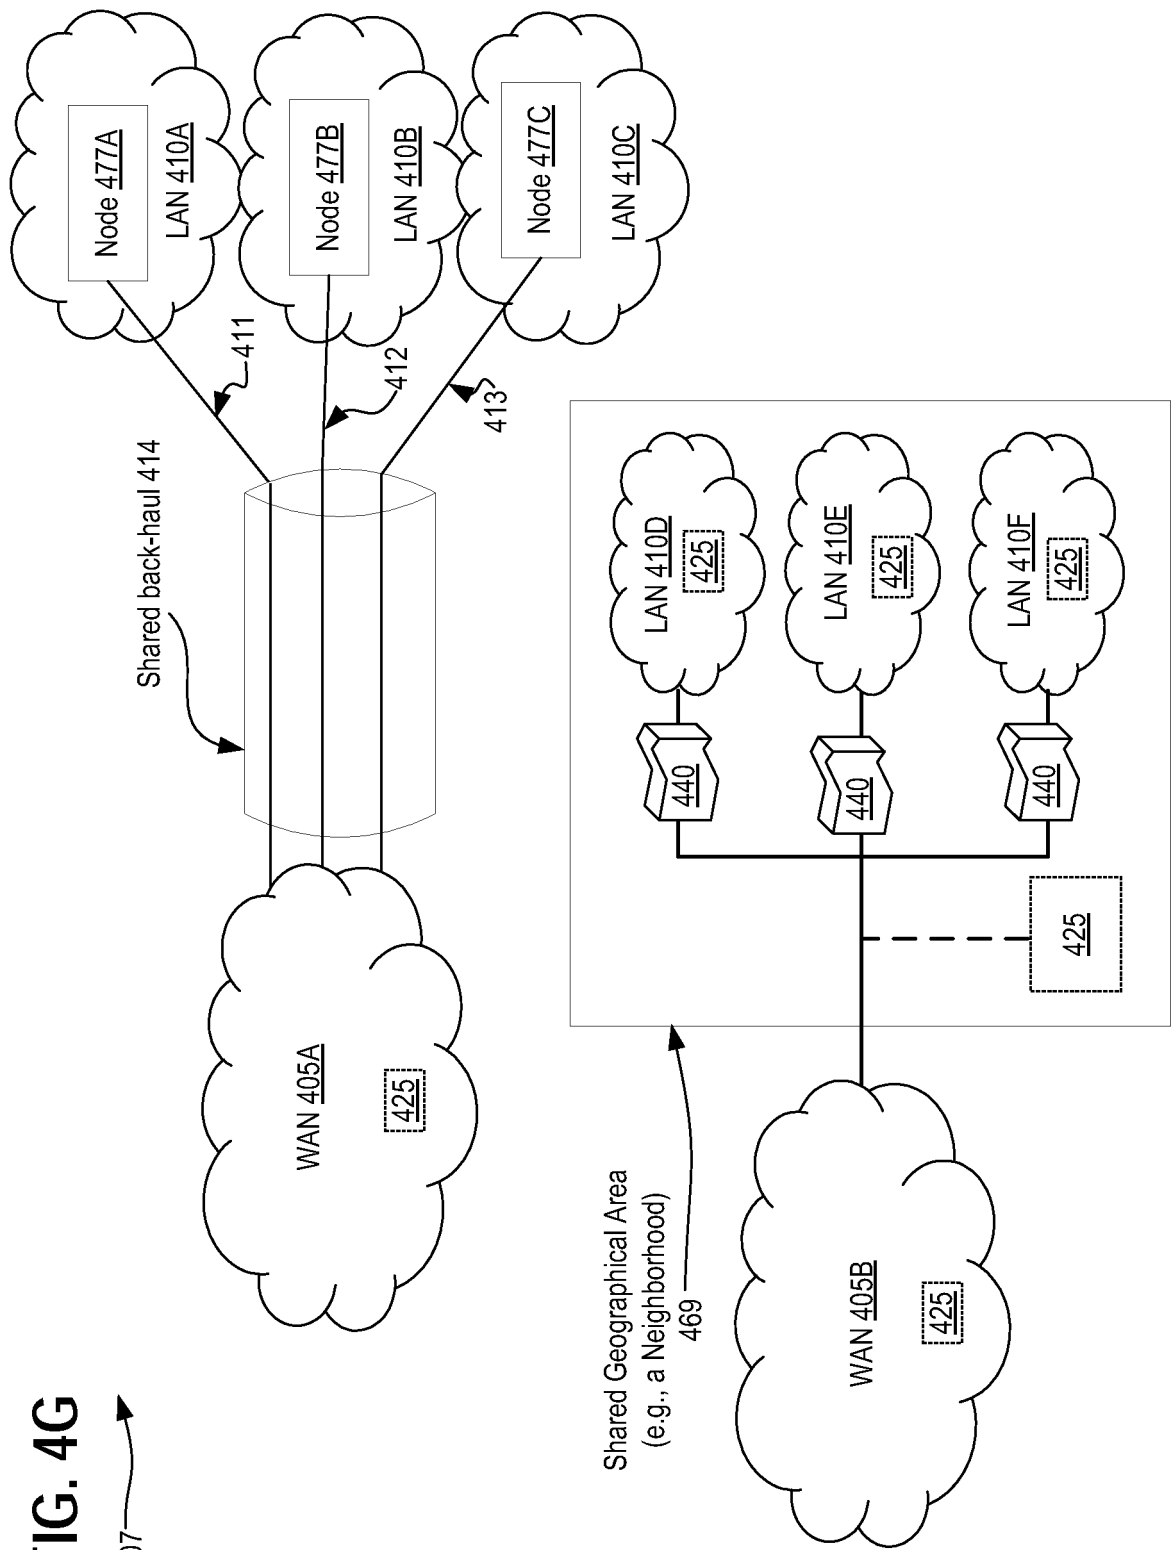 FIG. 4G
Shared back-haul 414
411
412
413
Node 477A
LAN 410A
Node 477B
LAN 410B
Node 477C
LAN 410C
WAN 405A
425
Shared Geographical Area
(e.g., a Neighborhood)
469
WAN 405B
425
425
440
440
440
LAN 410D
425
LAN 410E
425
LAN 410F
425